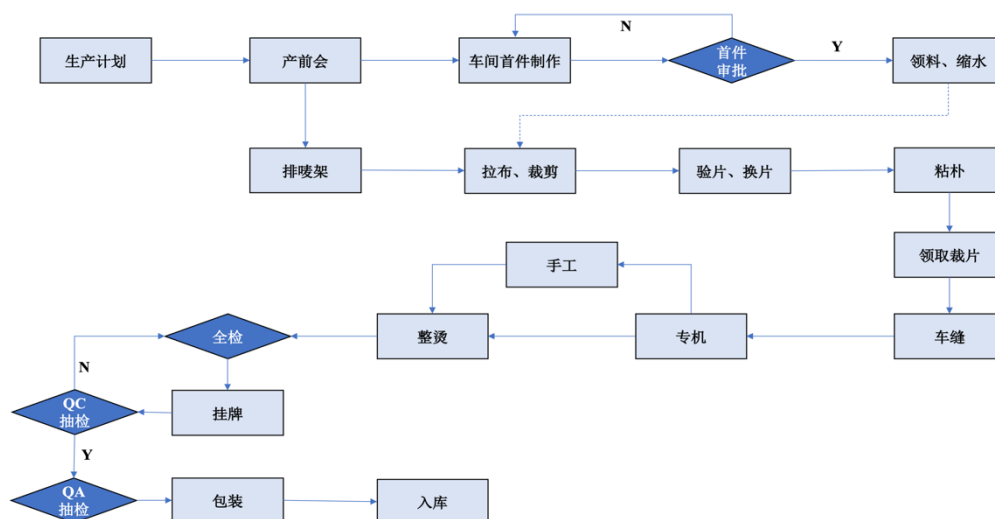 N
生产计划
产前会
车间首件制作
首件
审批
Y
领料、缩水
排唛架
拉布、裁剪
验片、换片
粘朴
领取裁片
手工
全检
整烫
专机
车缝
N
QC
抽检
挂牌
Y
QA
抽检
包装
入库